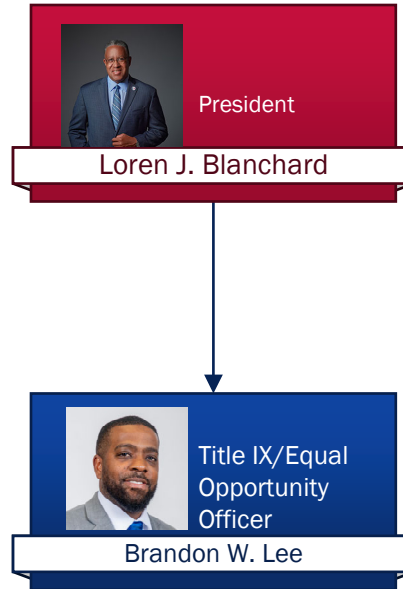 President
Loren J. Blanchard
Title IX/Equal
Opportunity
Officer
Brandon W. Lee